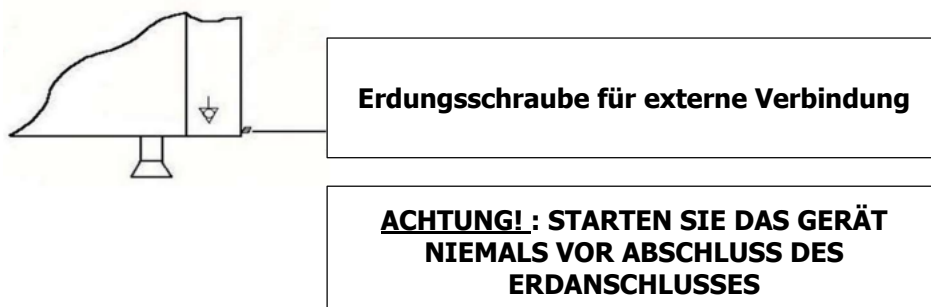 Erdungsschraube für externe Verbindung
ACHTUNG! : STARTEN SIE DAS GERÄT
NIEMALS VOR ABSCHLUSS DES
ERDANSCHLUSSES